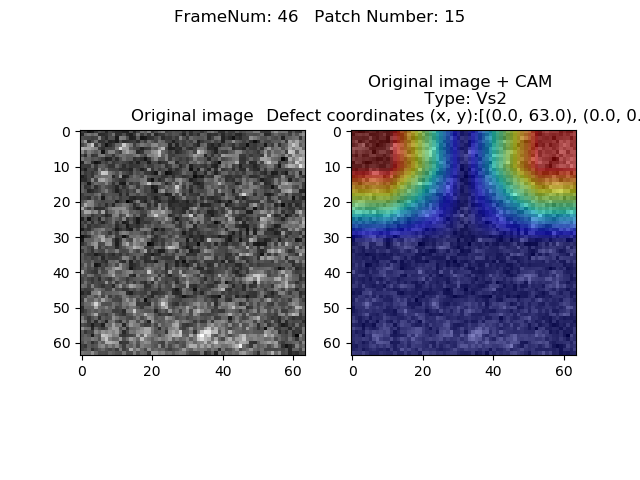 FrameNum: 46   Patch Number: 15
Original image + CAM
Type: Vs2
Original image
Defect coordinates (x, y):[(0.0, 63.0), (0.0, 0.
0
10
20
30
40
50
60
0 20 40 60
0
10
20
30
40
50
60
0 20 40 60